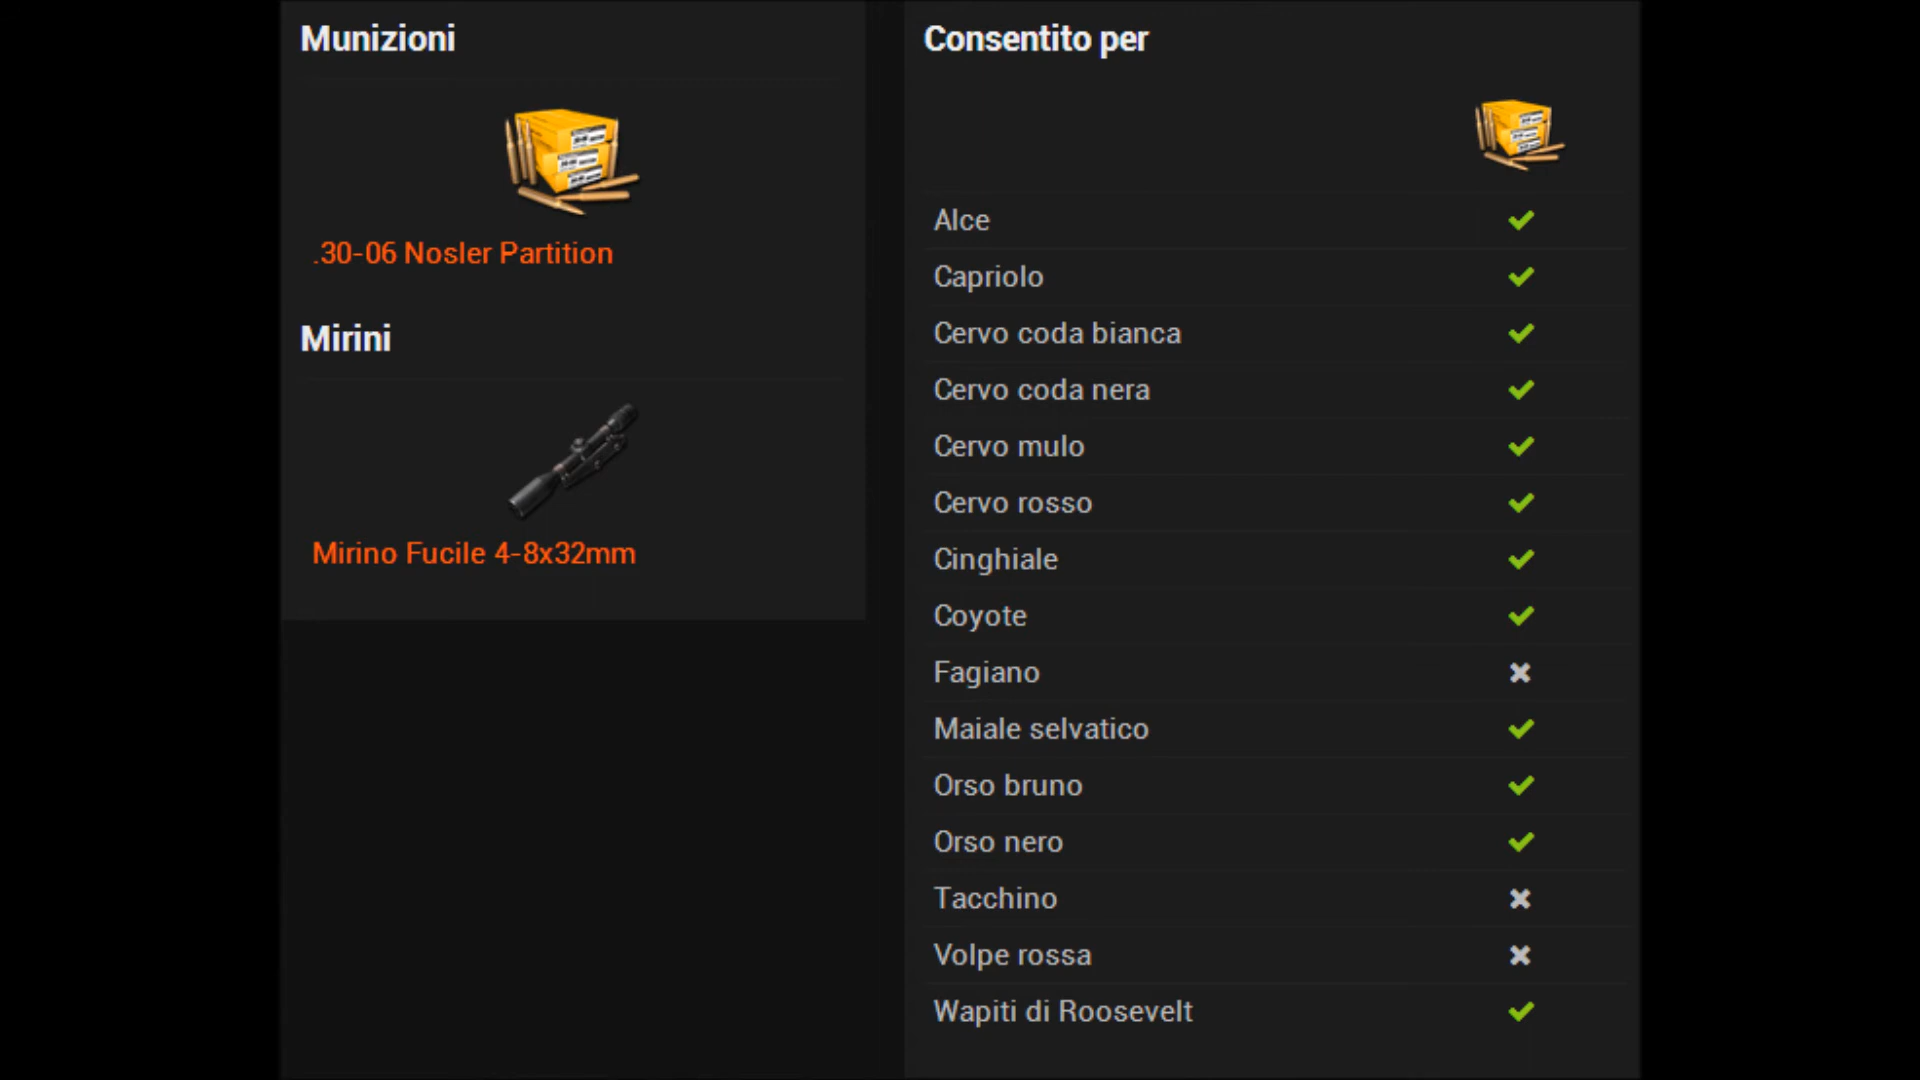 Munizioni
.30-06 Nosler Partition
Mirini
Mirino Fucile 4-8x32mm
Consentito per
Alce
Capriolo
Cervo coda bianca
Cervo coda nera
Cervo mulo
Cervo rosso
Cinghiale
Coyote
Fagiano
Maiale selvatico
Orso bruno
Orso nero
Tacchino
Volpe rossa
Wapiti di Roosevelt